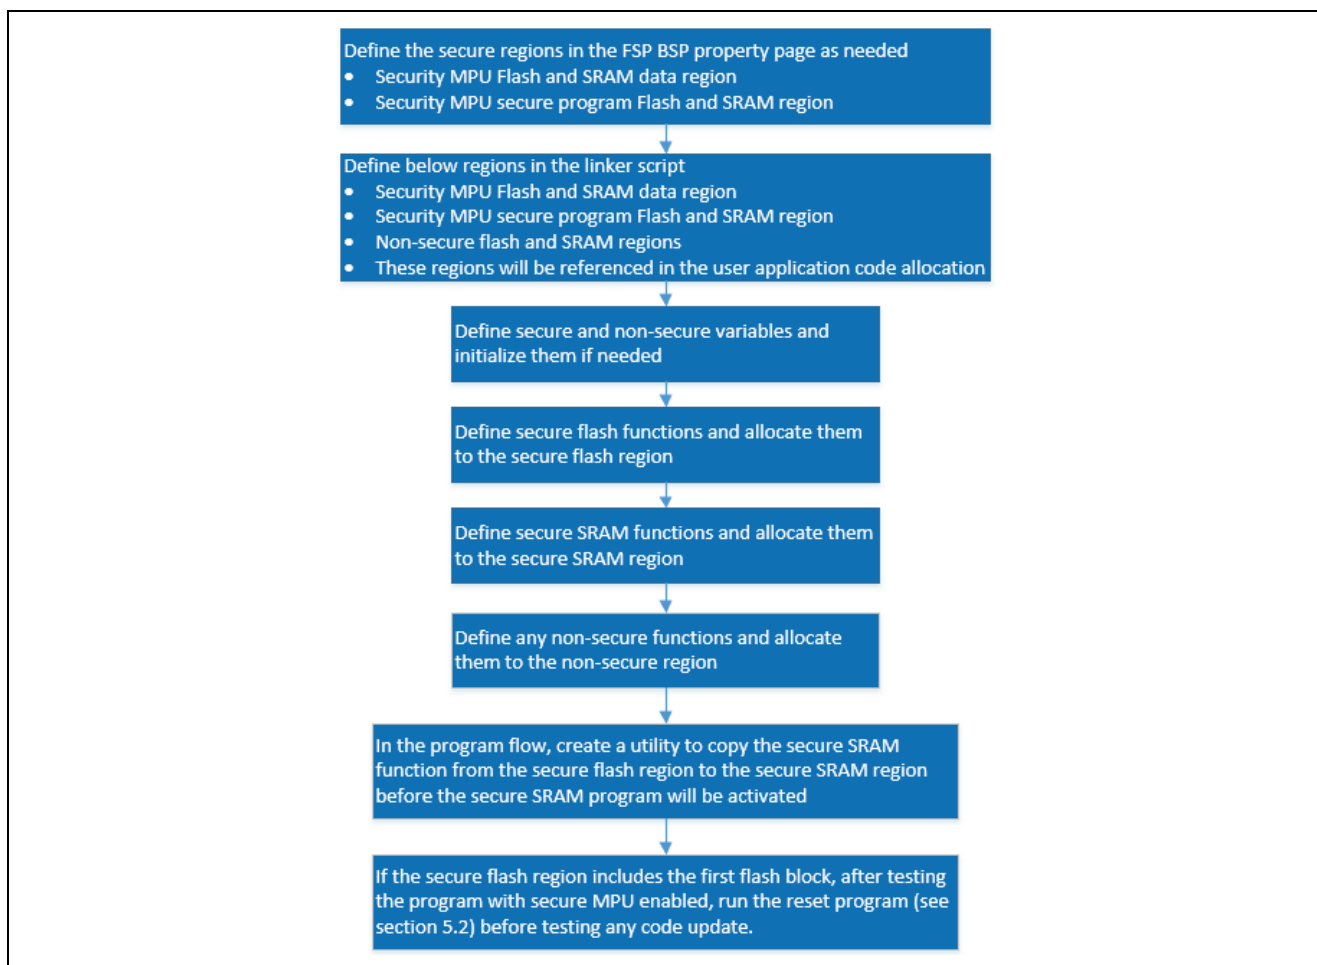 Define the secure regions in the FSP BSP property page as needed
• Security MPU Flash and SRAM data region
• Security MPU secure program Flash and SRAM region
Define below regions in the linker script
• Security MPU Flash and SRAM data region
• Security MPU secure program Flash and SRAM region
• Non-secure flash and SRAM regions
• These regions will be referenced in the user application code allocation
Define secure and non-secure variables and
initialize them if needed
Define secure flash functions and allocate them
to the secure flash region
Define secure SRAM functions and allocate them
to the secure SRAM region
Define any non-secure functions and allocate
them to the non-secure region
In the program flow, create a utility to copy the secure SRAM
function from the secure flash region to the secure SRAM region
before the secure SRAM program will be activated
If the secure flash region includes the first flash block, after testing
the program with secure MPU enabled, run the reset program (see
section 5.2) before testing any code update.